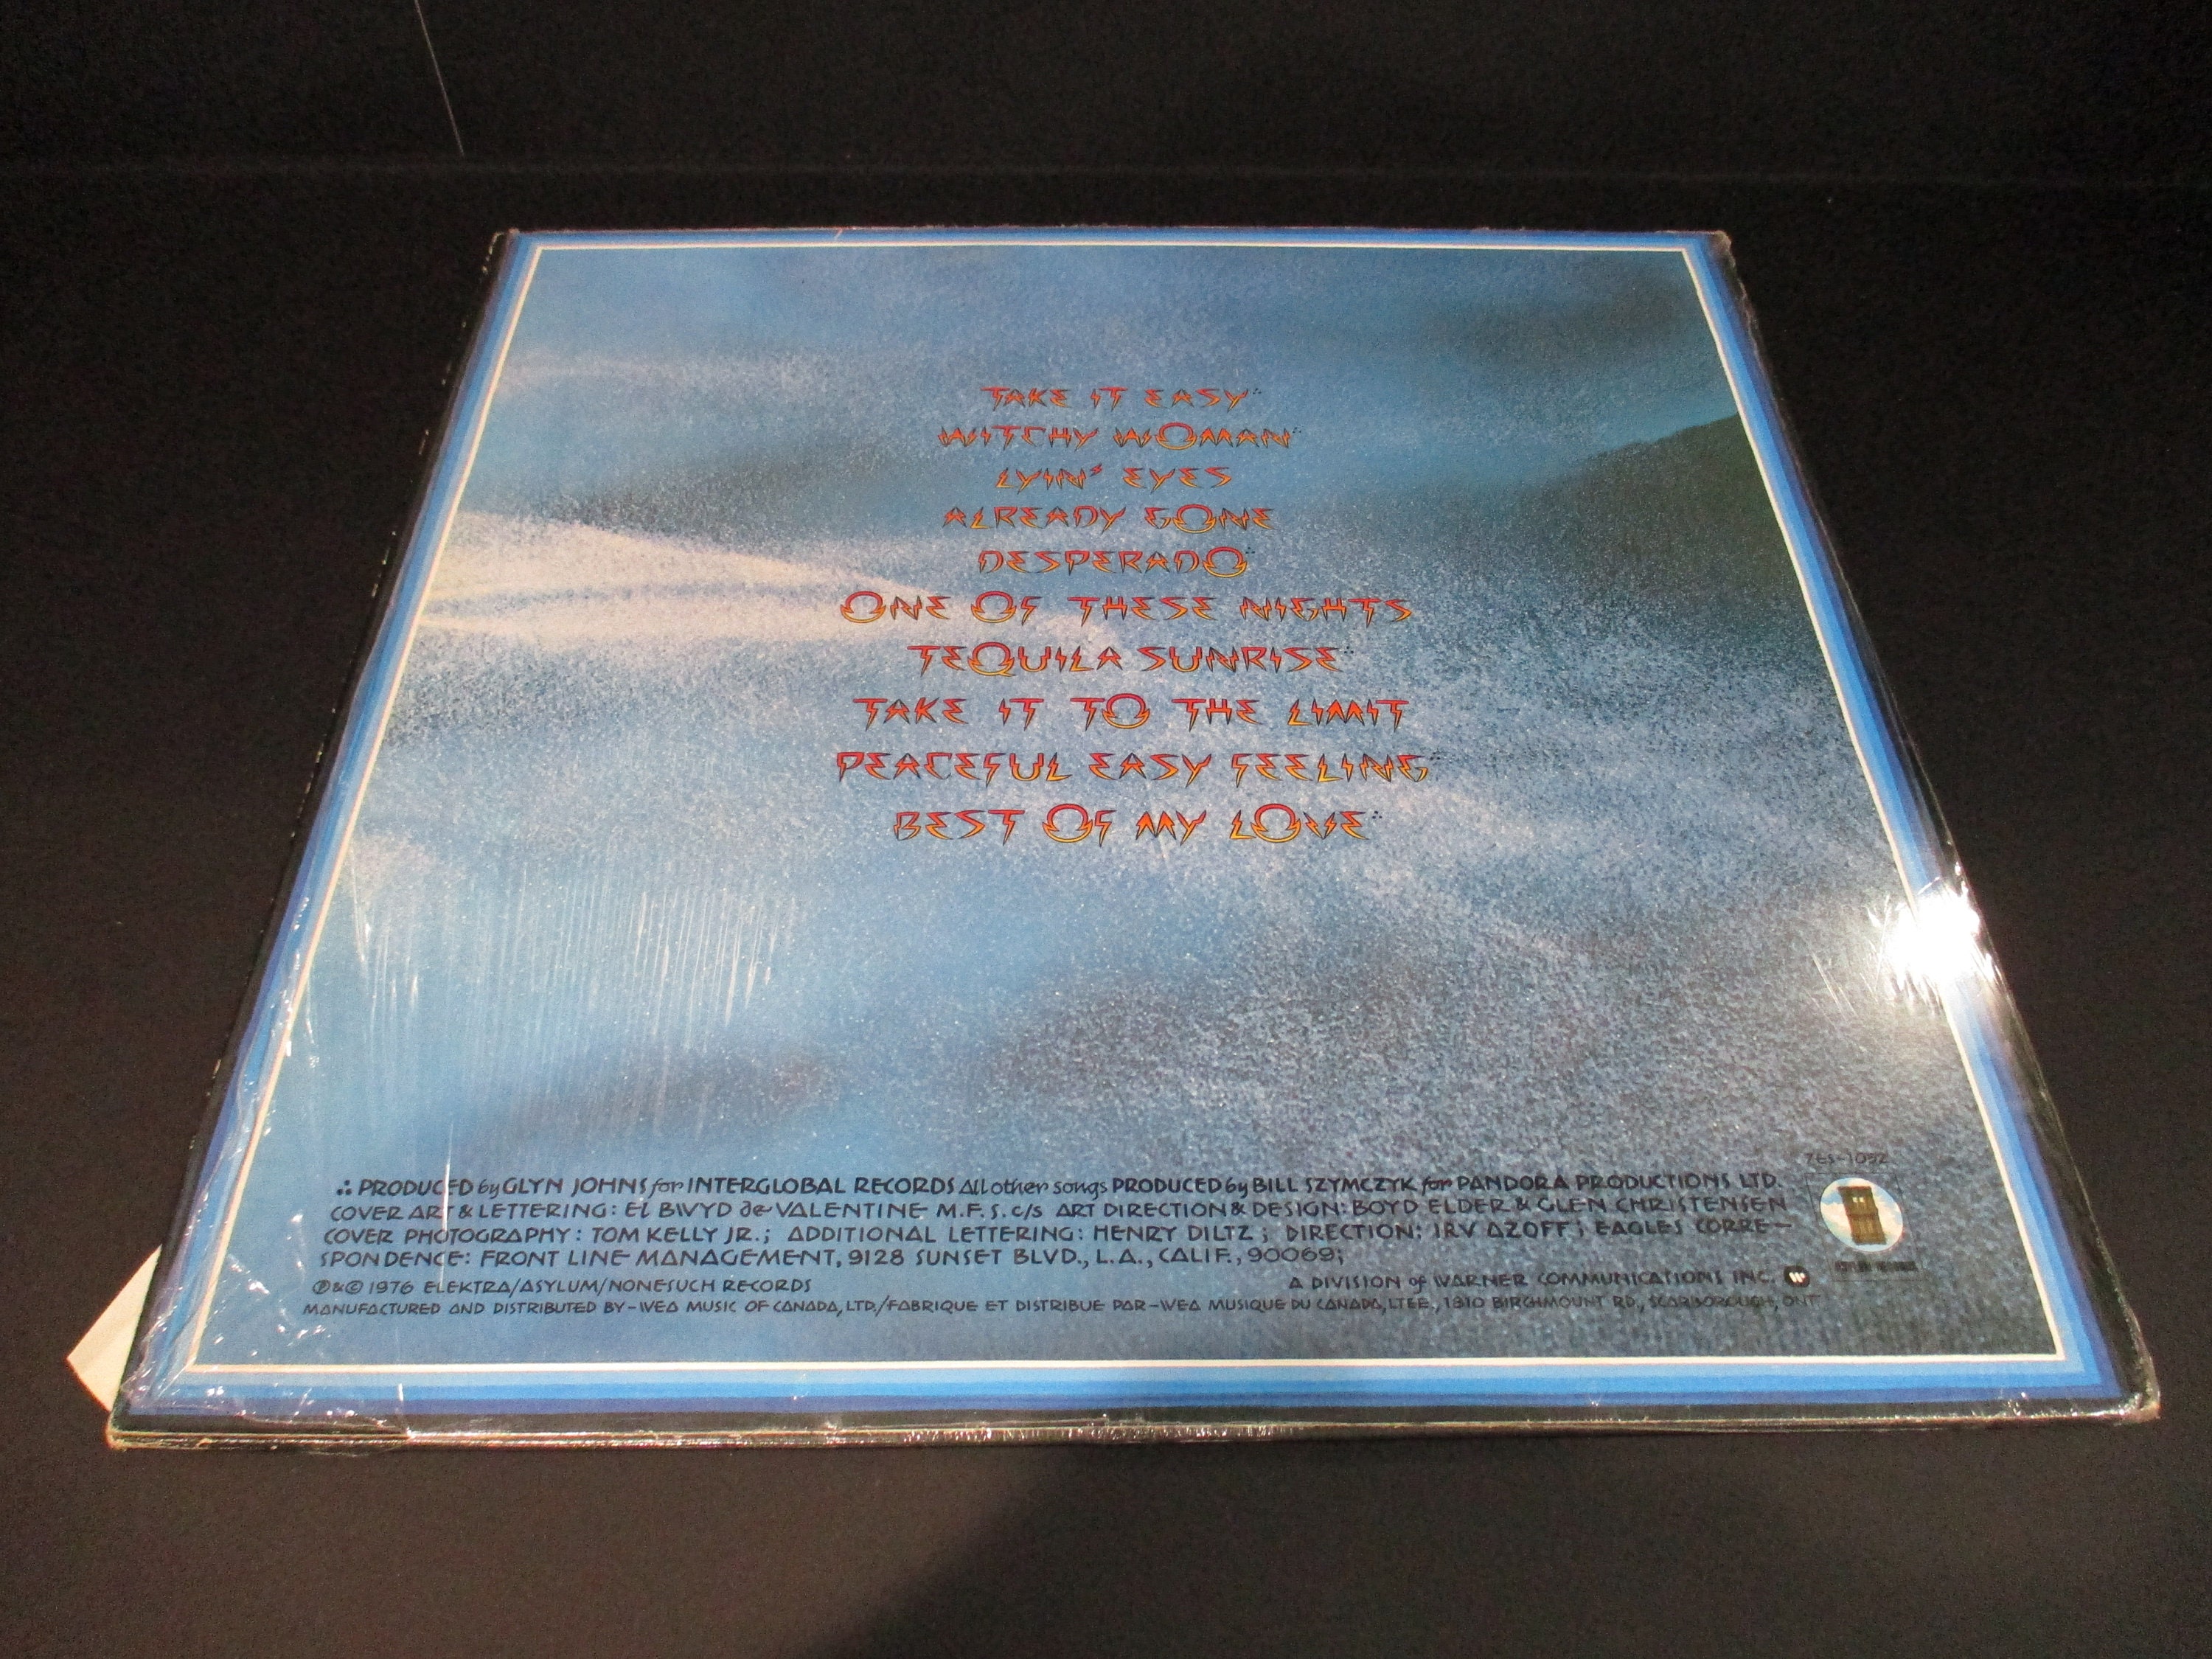 TAKE IT EASY∴
WITCHY WOMAN∴
LYIN' EYES
ALREADY GONE
DESPERADO∴
ONE OF THESE NIGHTS
TEQUILA SUNRISE∴
TAKE IT TO THE LIMIT
PEACEFUL EASY FEELING∴
BEST OF MY LOVE∴
7ES-1052
∴ PRODUCED by GLYN JOHNS for INTERGLOBAL RECORDS All other songs PRODUCED by BILL SZYMCZYK for PANDORA PRODUCTIONS LTD.
COVER ART & LETTERING: El BWYD de VALENTINE M.F.S. c/s ART DIRECTION & DESIGN: BOYD ELDER & GLEN CHRISTENSEN
COVER PHOTOGRAPHY: TOM KELLY JR.; ADDITIONAL LETTERING: HENRY DILTZ; DIRECTION: IRV AZOFF; EAGLES CORRE-
SPONDENCE: FRONT LINE MANAGEMENT, 9128 SUNSET BLVD., L.A., CALIF., 90069;
℗&© 1976 ELEKTRA/ASYLUM/NONESUCH RECORDS A DIVISION of WARNER COMMUNICATIONS INC.
MANUFACTURED AND DISTRIBUTED BY-WEA MUSIC OF CANADA, LTD./FABRIQUE ET DISTRIBUE PAR-WEA MUSIQUE DU CANADA, LTEE., 1810 BIRCHMOUNT RD., SCARBOROUGH, ONT
ASYLUM RECORDS